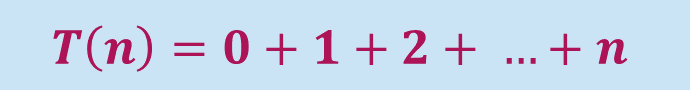 T(n) = 0 + 1 + 2 + ... + n